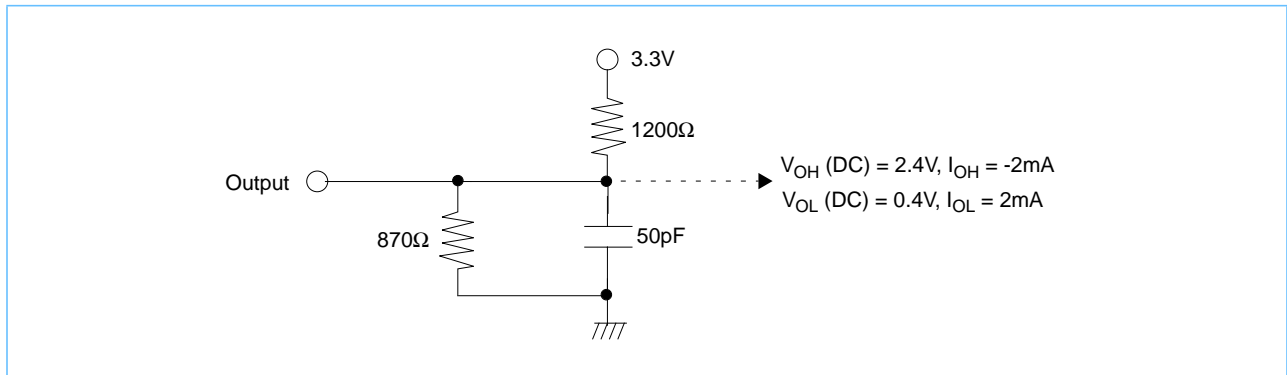 3.3V
1200Ω
Output
V_OH (DC) = 2.4V, I_OH = -2mA
V_OL (DC) = 0.4V, I_OL = 2mA
870Ω
50pF